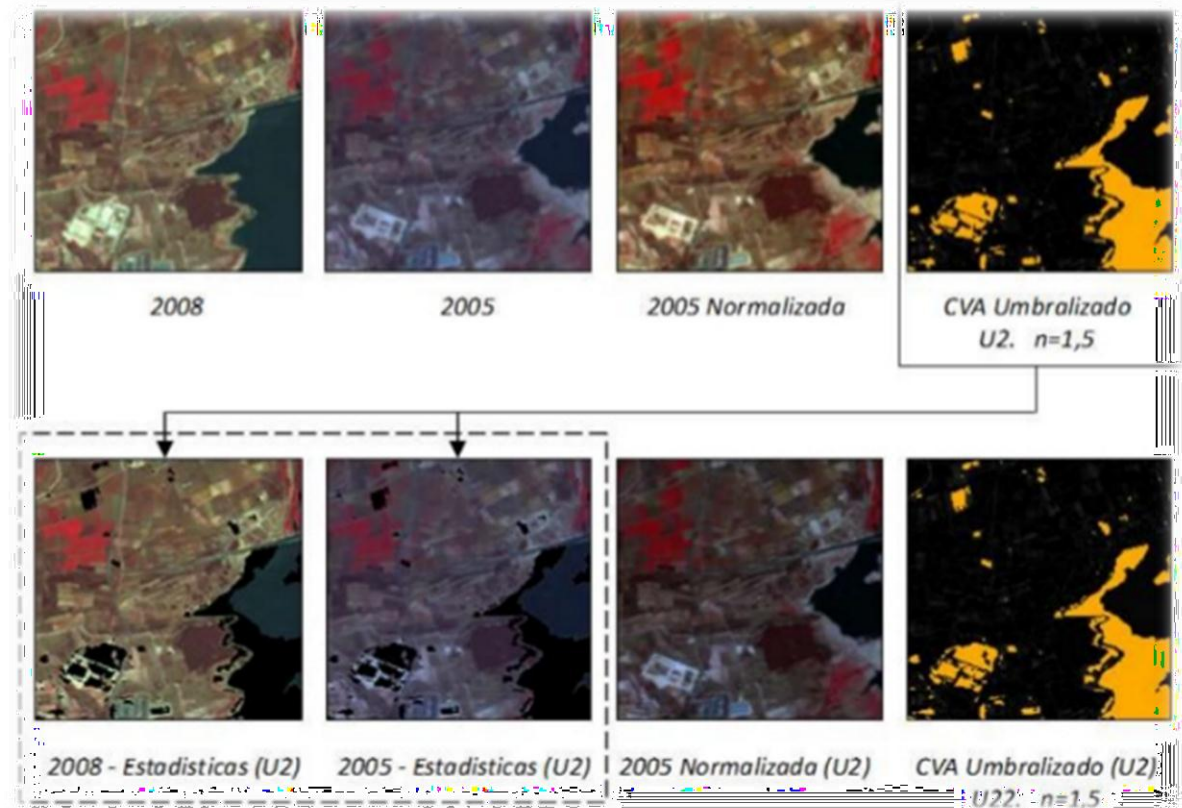 2008
2005
2005 Normalizada
CVA Umbralizado
U2. n=1,5
2008 - Estadisticas (U2)
2005 - Estadisticas (U2)
2005 Normalizada (U2)
CVA Umbralizado (U2)
U22. n=1.5